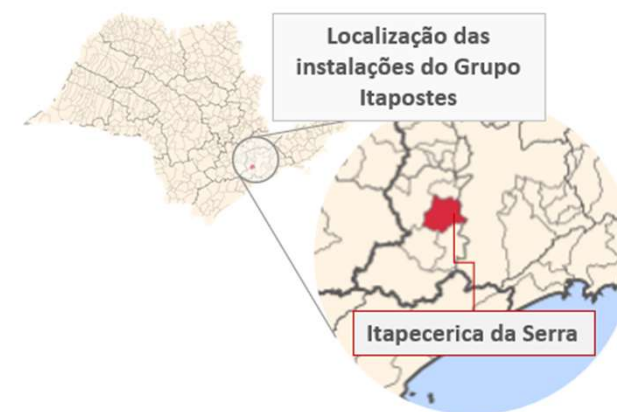 Localização das
instalações do Grupo
Itapostes
Itapecerica da Serra